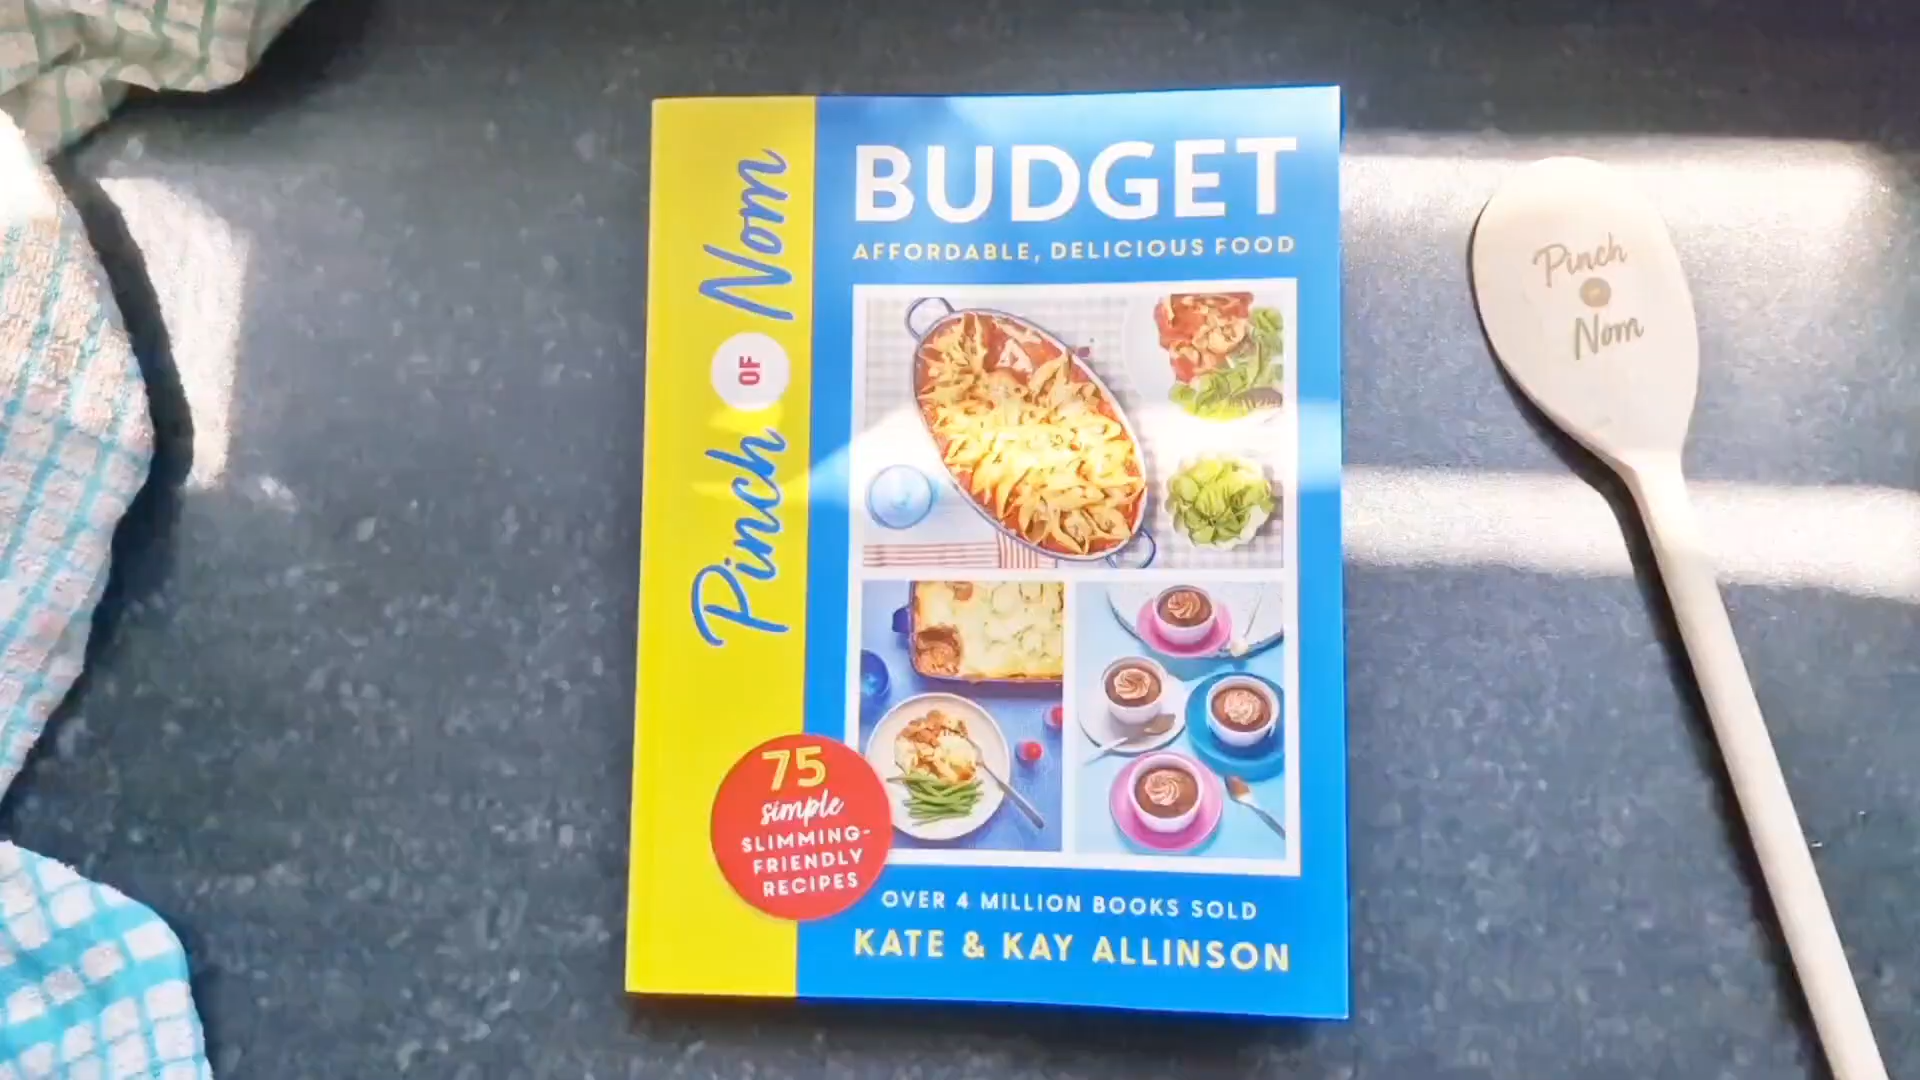 Pinch OF Nom
BUDGET
AFFORDABLE, DELICIOUS FOOD
75
simple
SLIMMING-
FRIENDLY
RECIPES
OVER 4 MILLION BOOKS SOLD
KATE & KAY ALLINSON
Pinch
of
Nom